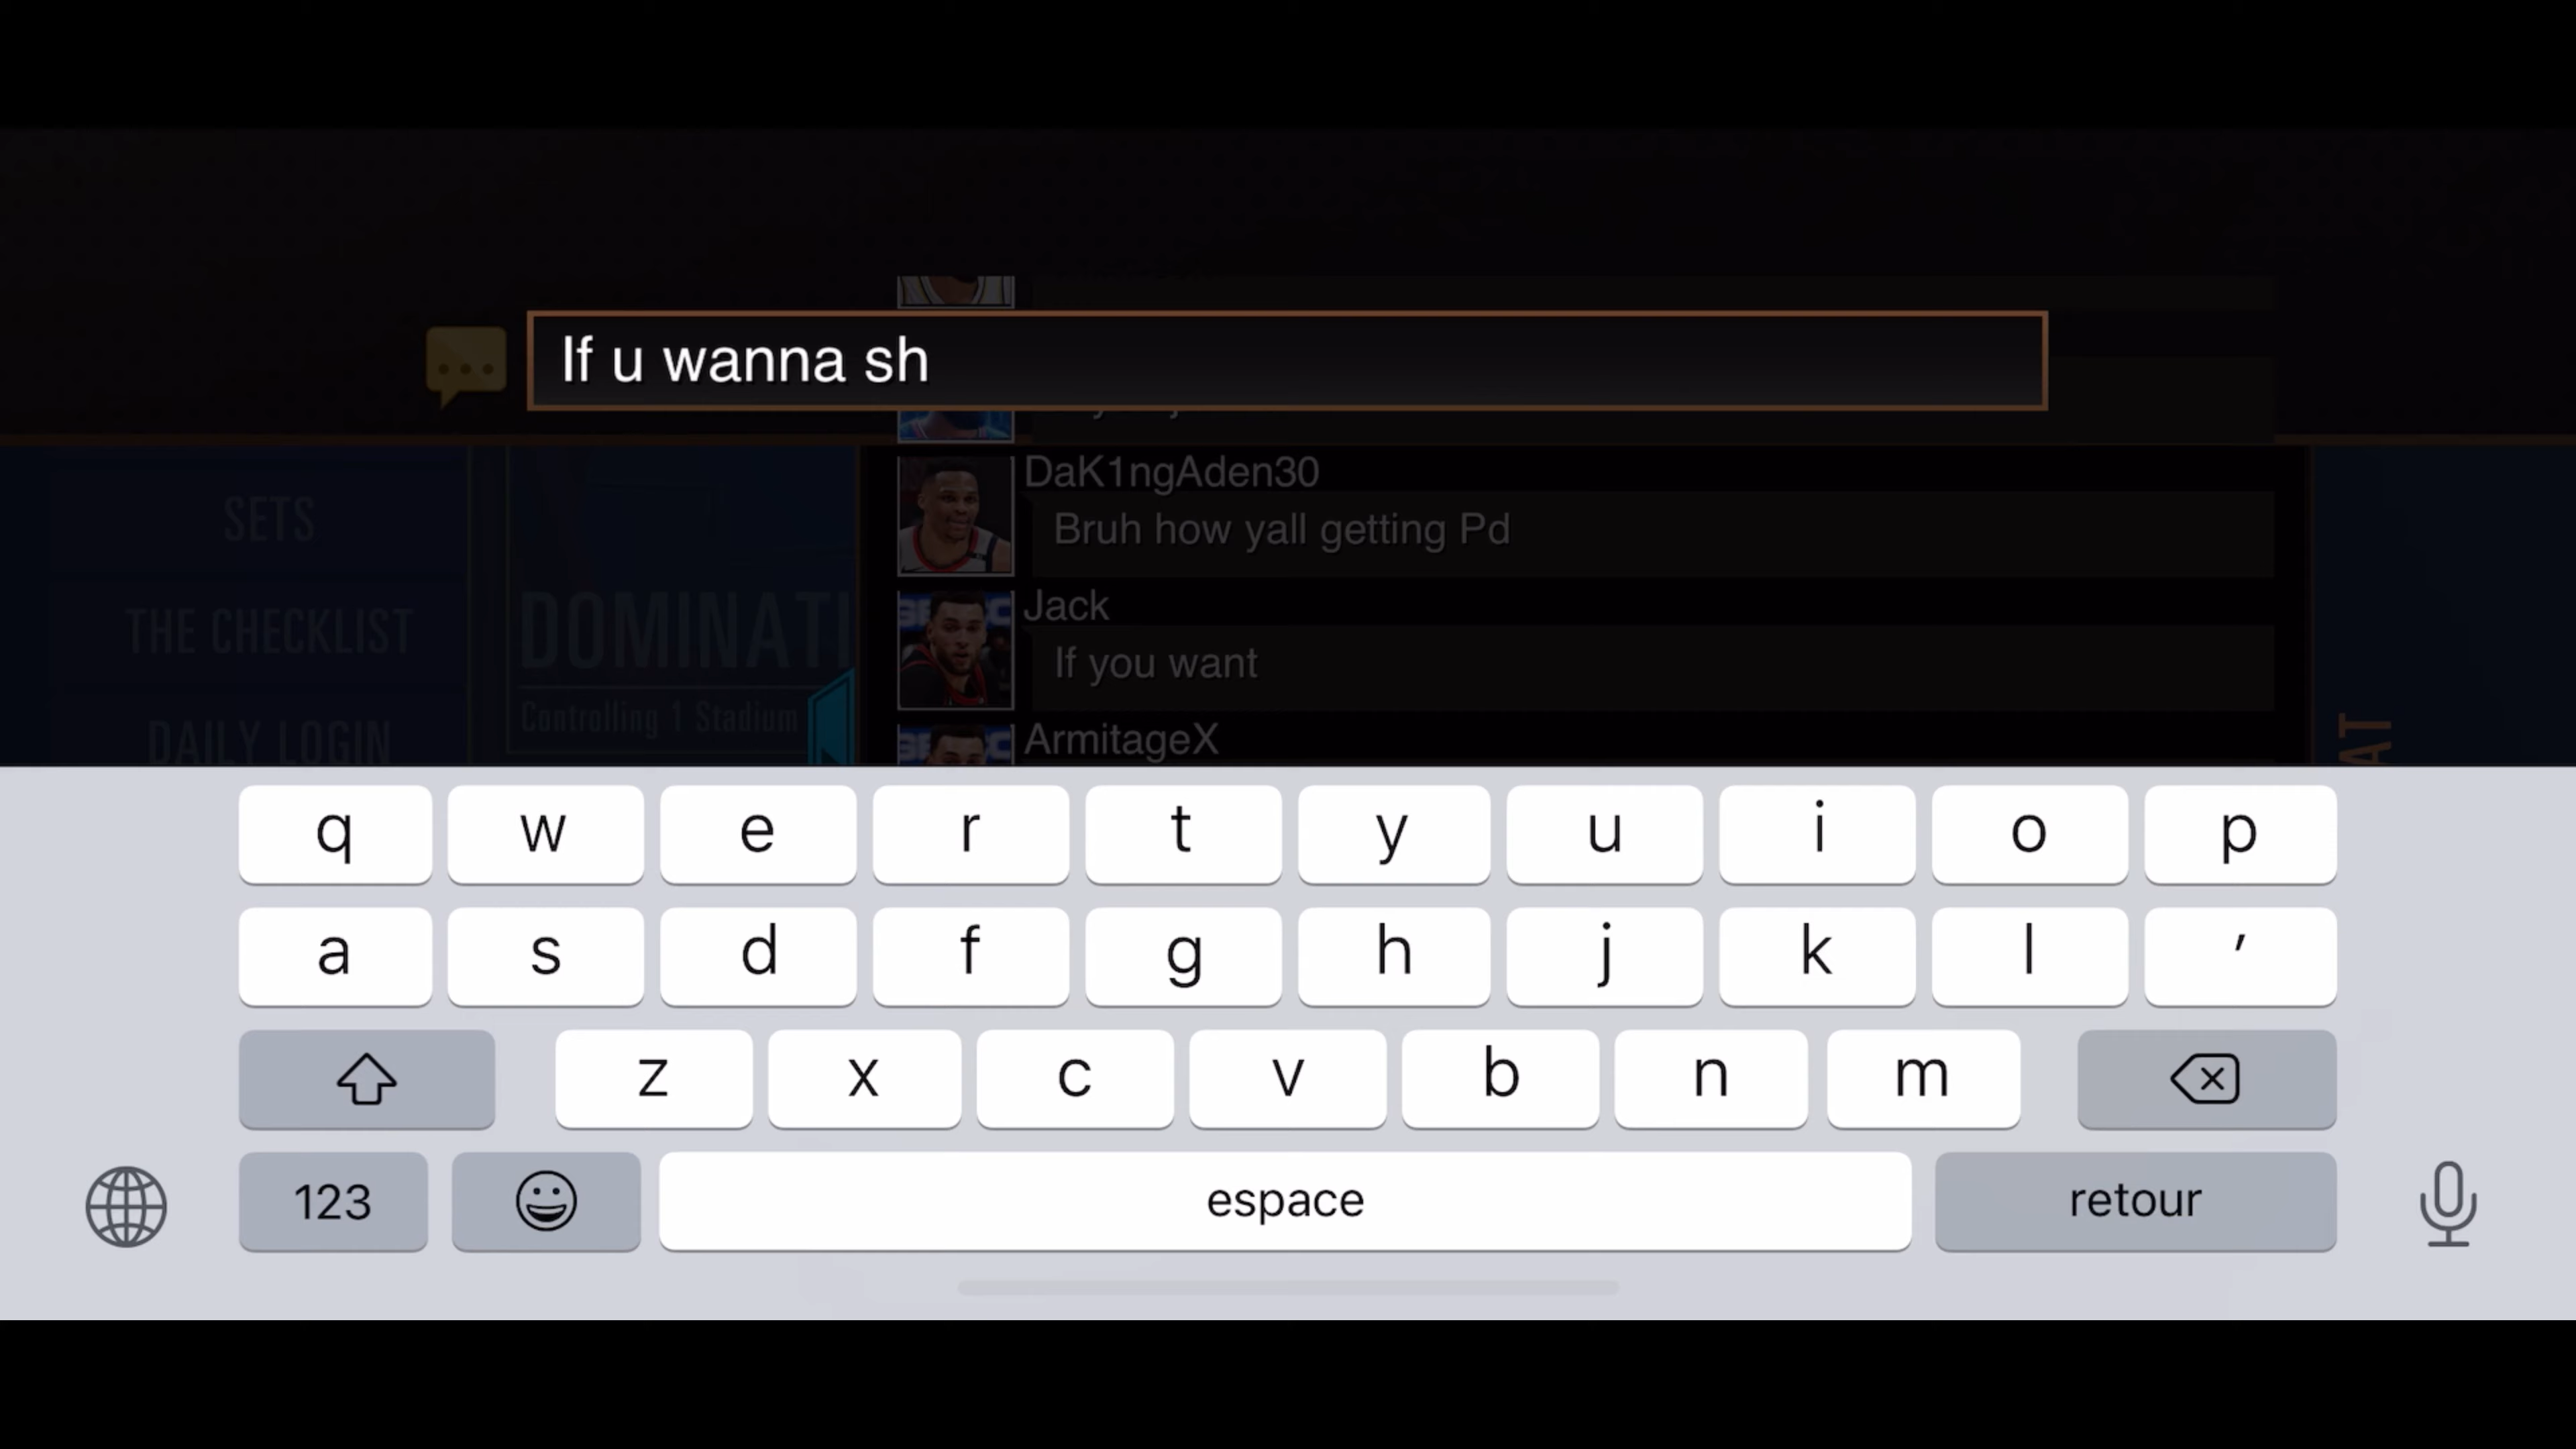 If u wanna sh
DaK1ngAden30
Bruh how yall getting Pd
Jack
If you want
ArmitageX
SETS
THE CHECKLIST
DAILY LOGIN
DOMINATI
Controlling 1 Stadium
AT
q w e r t y u i o p
a s d f g h j k l ′
z x c v b n m
123 espace retour